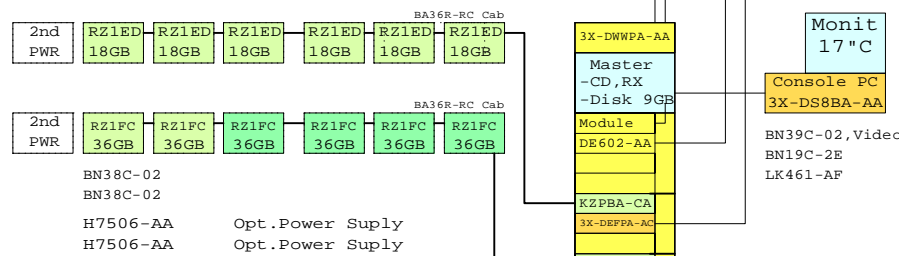 BA36R-RC Cab
2nd PWR
RZ1ED 18GB
RZ1ED 18GB
RZ1ED 18GB
RZ1ED 18GB
RZ1ED 18GB
RZ1ED 18GB
BA36R-RC Cab
2nd PWR
RZ1FC 36GB
RZ1FC 36GB
RZ1FC 36GB
RZ1FC 36GB
RZ1FC 36GB
RZ1FC 36GB
BN38C-02
BN38C-02
H7506-AA Opt.Power Suply
H7506-AA Opt.Power Suply
3X-DWWPA-AA
Master
-CD,RX
-Disk 9GB
Module
DE602-AA
KZPBA-CA
3X-DEFPA-AC
Monit
17"C
Console PC
3X-DS8BA-AA
BN39C-02,Video
BN19C-2E
LK461-AF